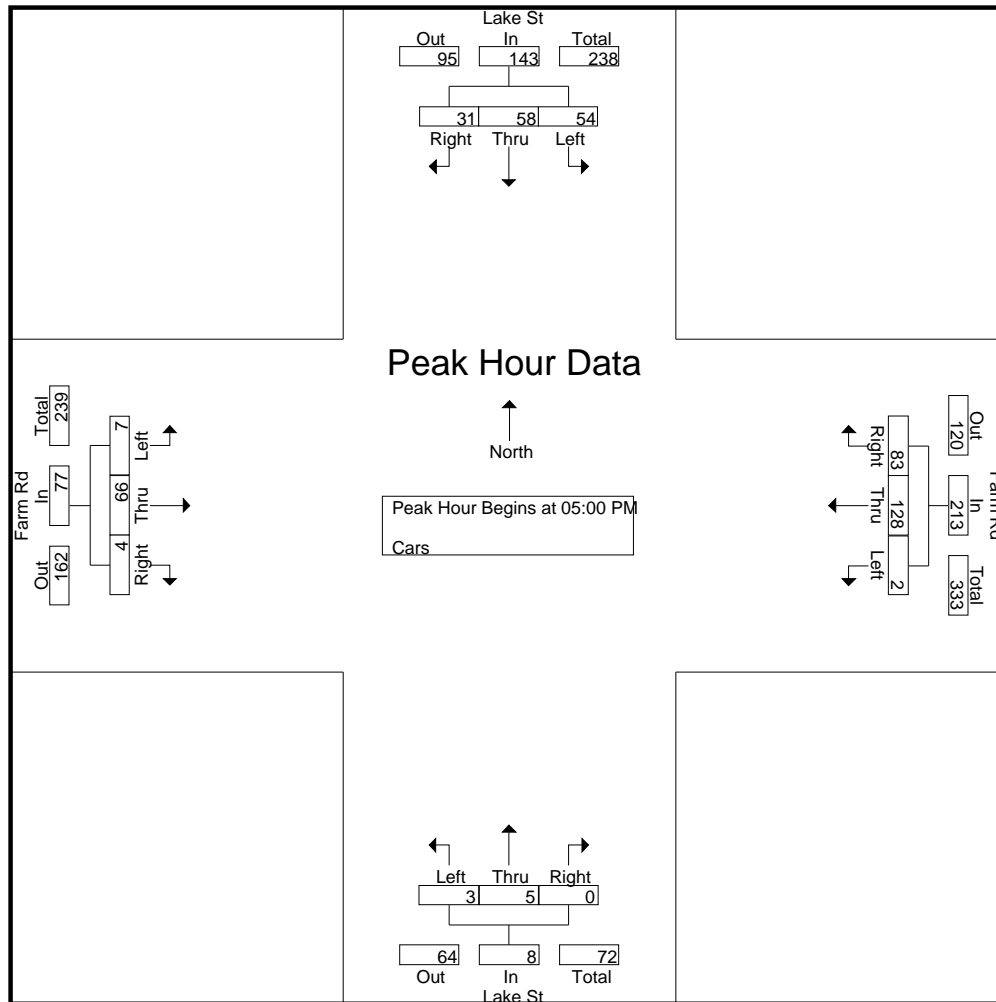 Lake St
Out In Total
95 143 238
31 58 54
Right Thru Left
Peak Hour Data
North
Peak Hour Begins at 05:00 PM
Cars
Farm Rd
Total In Out
239 77 162
7 66 4
Left Thru Right
Right Thru Left
83 128 2
Out In Total
120 213 333
Farm Rd
Left Thru Right
3 5 0
64 8 72
Out In Total
Lake St